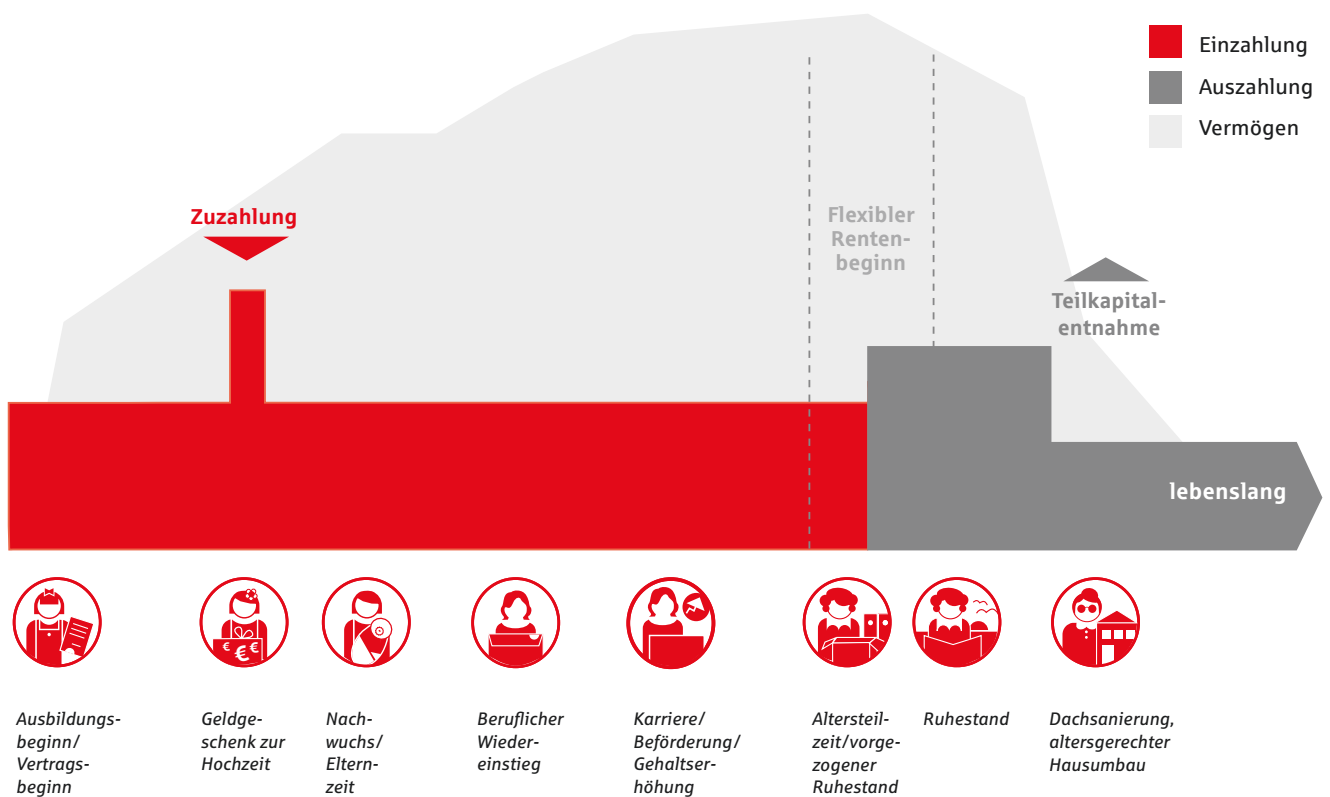 Einzahlung
Auszahlung
Vermögen
Zuzahlung
Flexibler
Renten-
beginn
Teilkapital-
entnahme
lebenslang
€ € €
Ausbildungs-
beginn/
Vertrags-
beginn
Geldge-
schenk zur
Hochzeit
Nach-
wuchs/
Eltern-
zeit
Beruflicher
Wieder-
einstieg
Karriere/
Beförderung/
Gehaltser-
höhung
Altersteil-
zeit/vorge-
zogener
Ruhestand
Ruhestand
Dachsanierung,
altersgerechter
Hausumbau